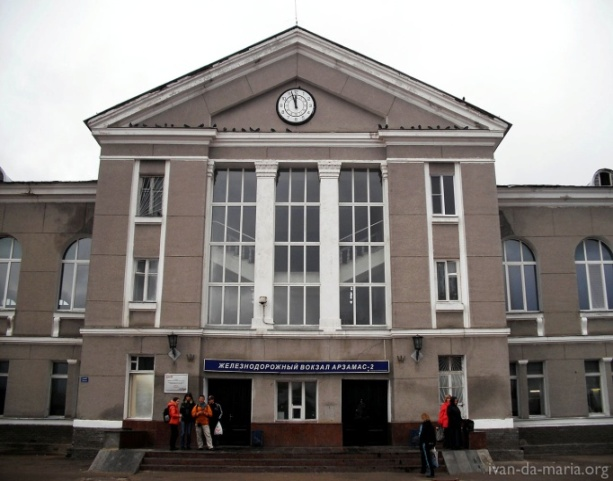 ЖЕЛЕЗНОДОРОЖНЫЙ ВОКЗАЛ АРЗАМАС-2
ivan-da-maria.org